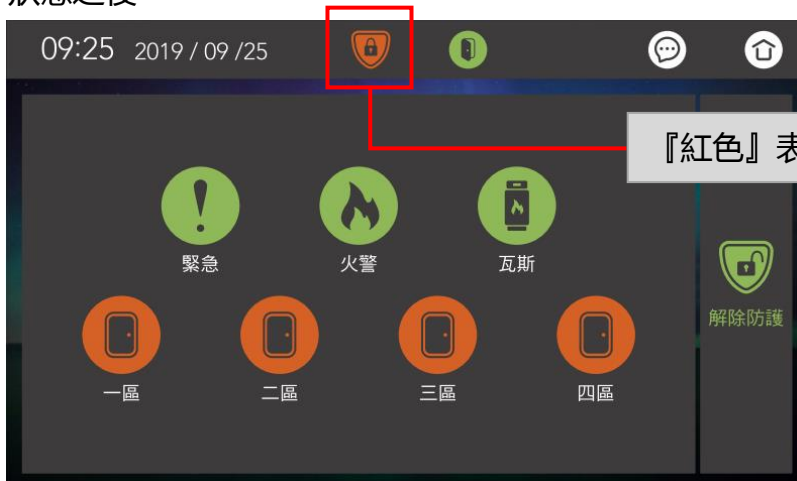 狀態之後
09:25 2019 / 09 /25
『紅色』表
緊急 火警 瓦斯
解除防護
一區 二區 三區 四區